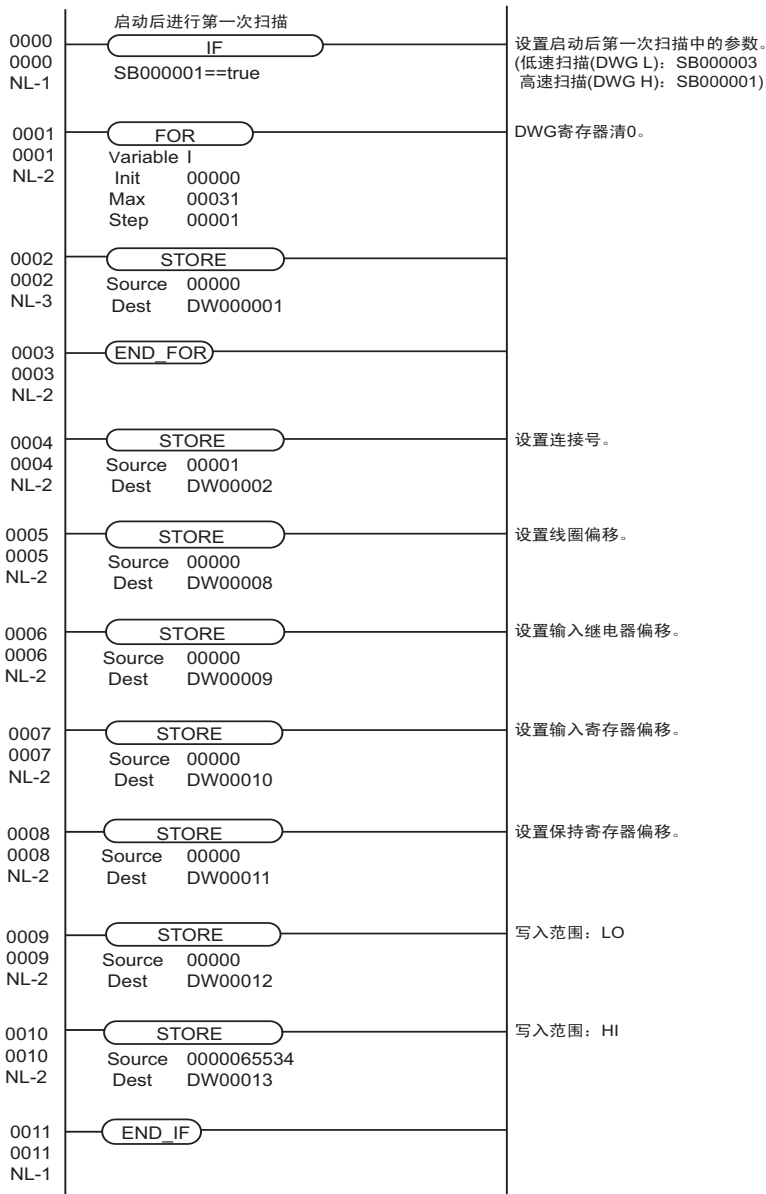 启动后进行第一次扫描
0000
0000
NL-1
IF
SB000001==true
设置启动后第一次扫描中的参数。
(低速扫描(DWG L)：SB000003
高速扫描(DWG H)：SB000001)
0001
0001
NL-2
FOR
Variable I
Init 00000
Max 00031
Step 00001
DWG寄存器清0。
0002
0002
NL-3
STORE
Source 00000
Dest DW000001
0003
0003
NL-2
END_FOR
0004
0004
NL-2
STORE
Source 00001
Dest DW00002
设置连接号。
0005
0005
NL-2
STORE
Source 00000
Dest DW00008
设置线圈偏移。
0006
0006
NL-2
STORE
Source 00000
Dest DW00009
设置输入继电器偏移。
0007
0007
NL-2
STORE
Source 00000
Dest DW00010
设置输入寄存器偏移。
0008
0008
NL-2
STORE
Source 00000
Dest DW00011
设置保持寄存器偏移。
0009
0009
NL-2
STORE
Source 00000
Dest DW00012
写入范围：LO
0010
0010
NL-2
STORE
Source 0000065534
Dest DW00013
写入范围：HI
0011
0011
NL-1
END_IF